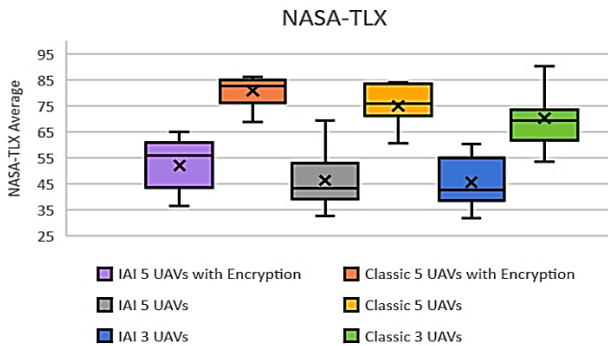 NASA-TLX
NASA-TLX Average
95
85
75
65
55
45
35
25
IAI 5 UAVs with Encryption
Classic 5 UAVs with Encryption
IAI 5 UAVs
Classic 5 UAVs
IAI 3 UAVs
Classic 3 UAVs